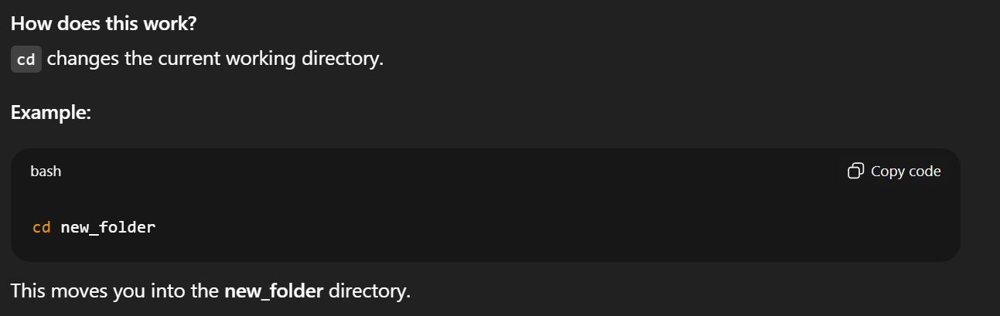 How does this work?
cd changes the current working directory.
Example:
bash
Copy code
cd new_folder
This moves you into the new_folder directory.